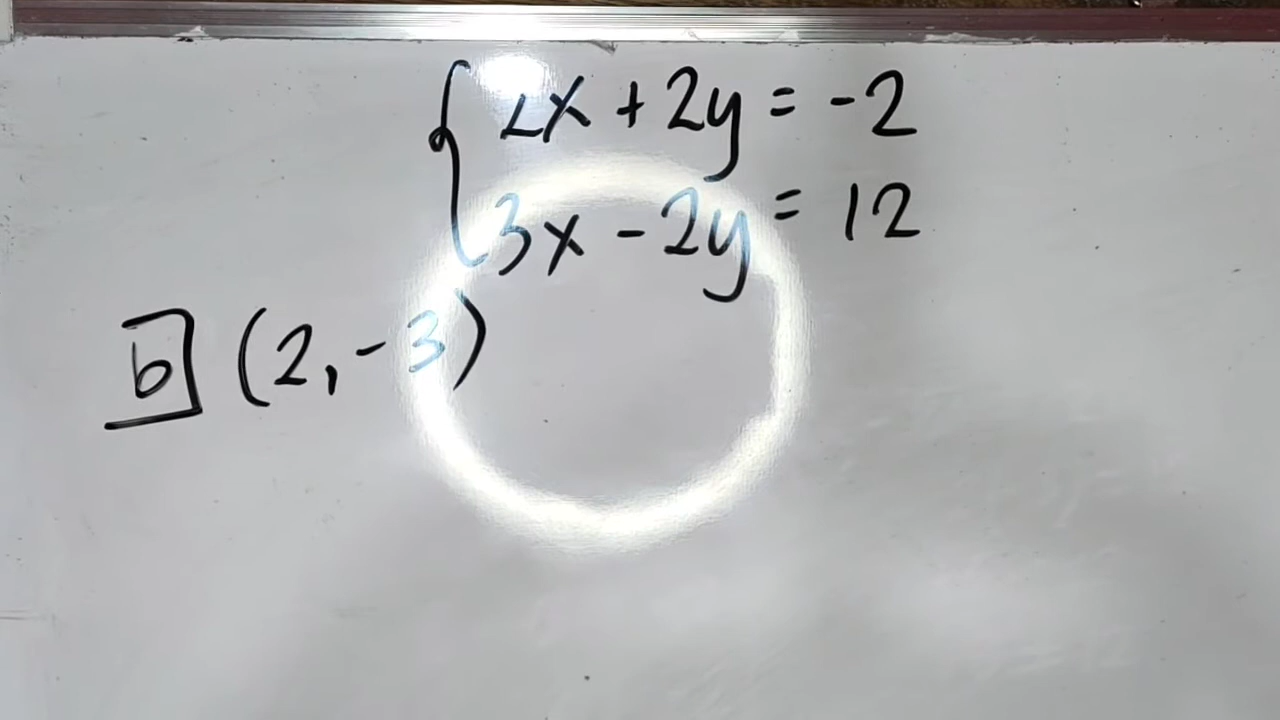 2x + 2y = -2
3x - 2y = 12
b (2, -3)